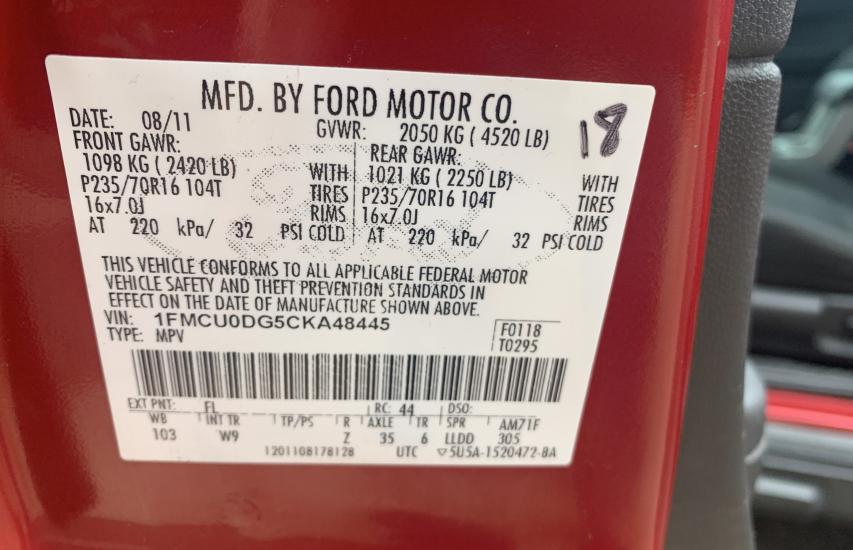 MFD. BY FORD MOTOR CO.
18
DATE: 08/11 GVWR: 2050 KG ( 4520 LB)
FRONT GAWR: REAR GAWR:
1098 KG ( 2420 LB) WITH 1021 KG ( 2250 LB) WITH
P235/70R16 104T TIRES P235/70R16 104T TIRES
16x7.0J RIMS 16x7.0J RIMS
AT 220 kPa/ 32 PSI COLD AT 220 kPa/ 32 PSI COLD
THIS VEHICLE CONFORMS TO ALL APPLICABLE FEDERAL MOTOR
VEHICLE SAFETY AND THEFT PREVENTION STANDARDS IN
EFFECT ON THE DATE OF MANUFACTURE SHOWN ABOVE.
VIN: 1FMCU0DG5CKA48445 F0118
TYPE: MPV T0295
EXT PNT: FL RC: 44 DSO:
WB INT TR TP/PS R AXLE TR SPR AM71F
103 W9 Z 35 6 LLDD 305
1201108178128 UTC ▽5U5A-1520472-BA